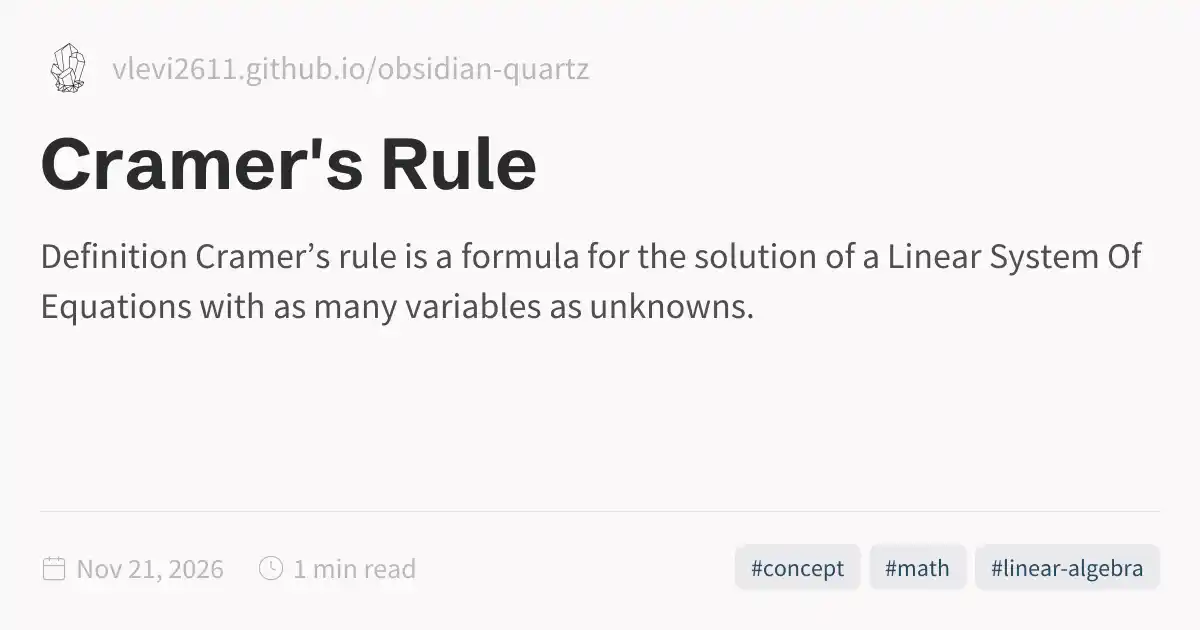 vlevi2611.github.io/obsidian-quartz
Cramer's Rule
Definition Cramer’s rule is a formula for the solution of a Linear System Of
Equations with as many variables as unknowns.
Nov 21, 2026 1 min read #concept #math #linear-algebra